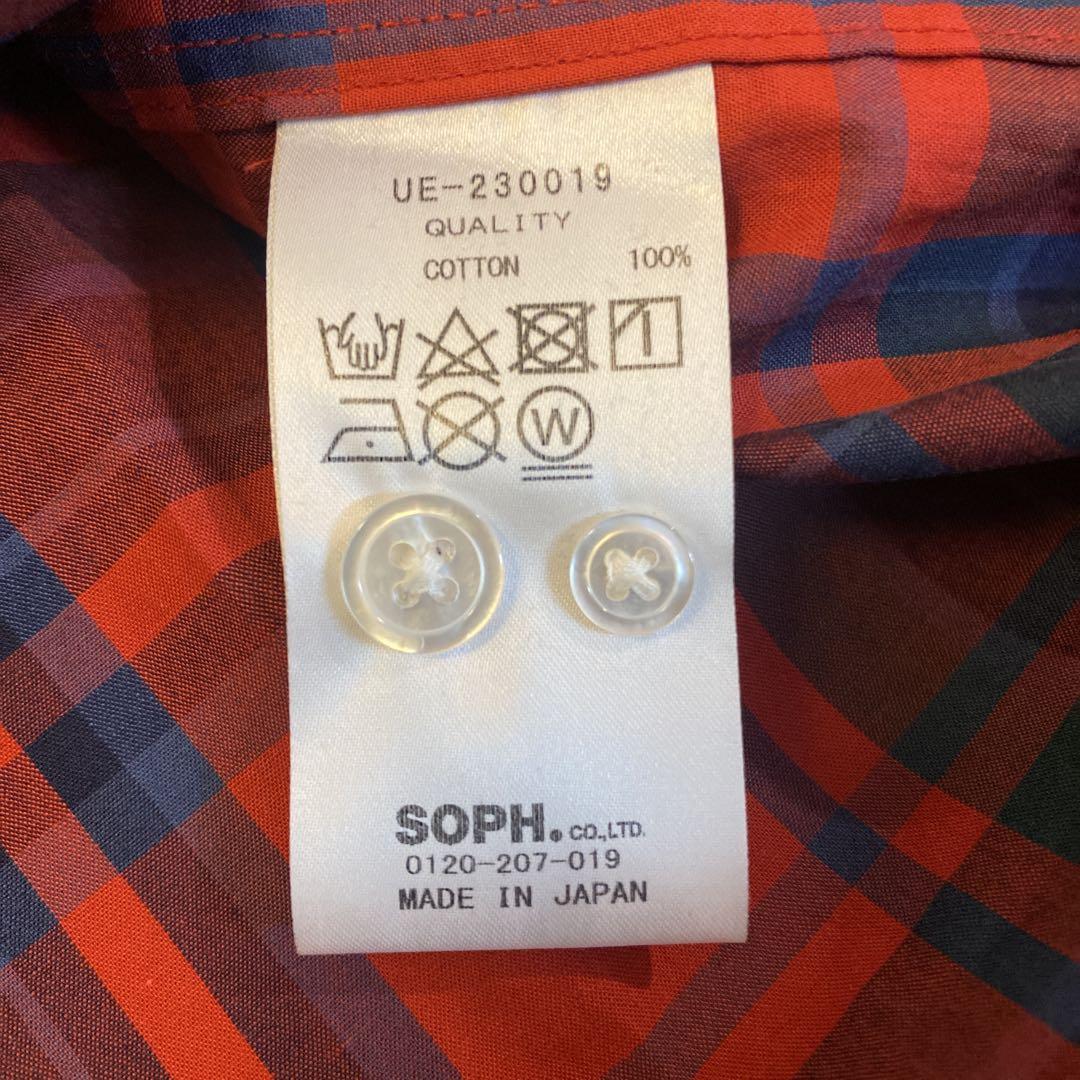 UE-230019
QUALITY
COTTON 100%
W
SOPH. CO.,LTD.
0120-207-019
MADE IN JAPAN